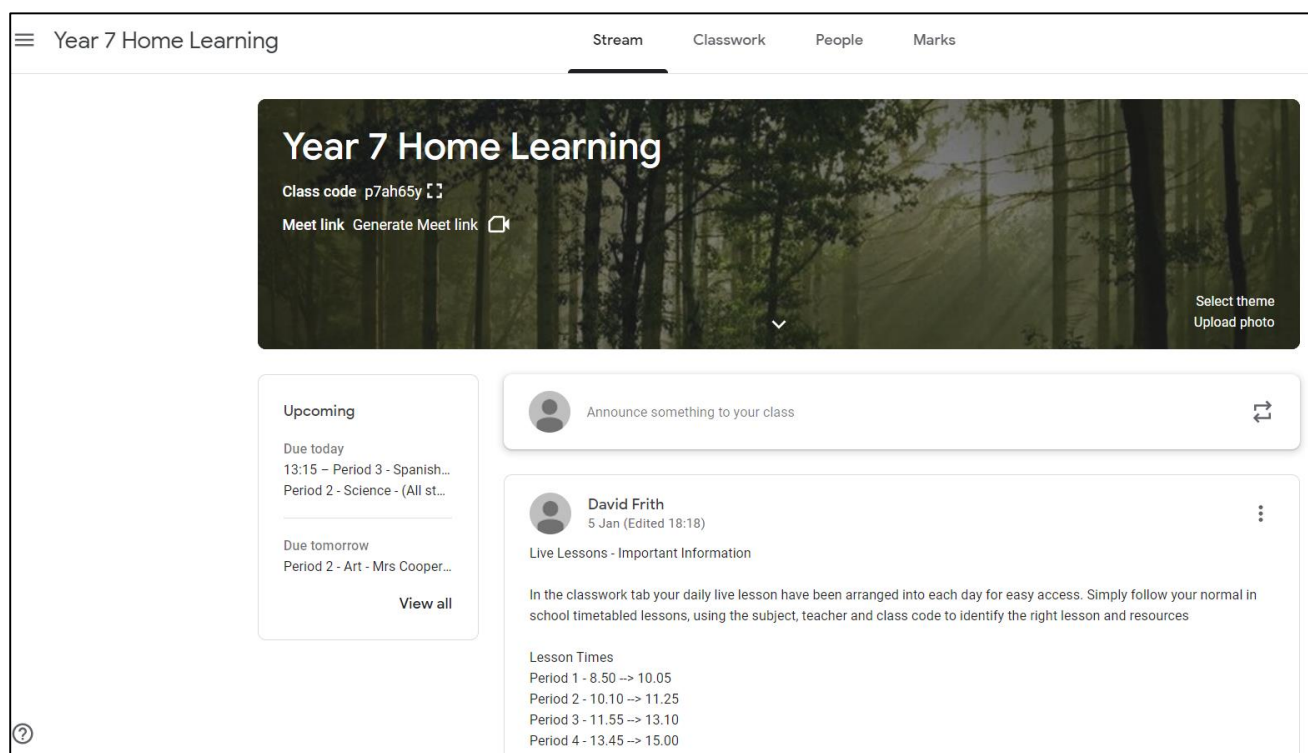 Year 7 Home Learning
Stream Classwork People Marks
Year 7 Home Learning
Class code p7ah65y
Meet link Generate Meet link
Select theme
Upload photo
Upcoming
Due today
13:15 – Period 3 - Spanish...
Period 2 - Science - (All st...
Due tomorrow
Period 2 - Art - Mrs Cooper...
View all
Announce something to your class
David Frith
5 Jan (Edited 18:18)
Live Lessons - Important Information
In the classwork tab your daily live lesson have been arranged into each day for easy access. Simply follow your normal in
school timetabled lessons, using the subject, teacher and class code to identify the right lesson and resources
Lesson Times
Period 1 - 8.50 --> 10.05
Period 2 - 10.10 --> 11.25
Period 3 - 11.55 --> 13.10
Period 4 - 13.45 --> 15.00